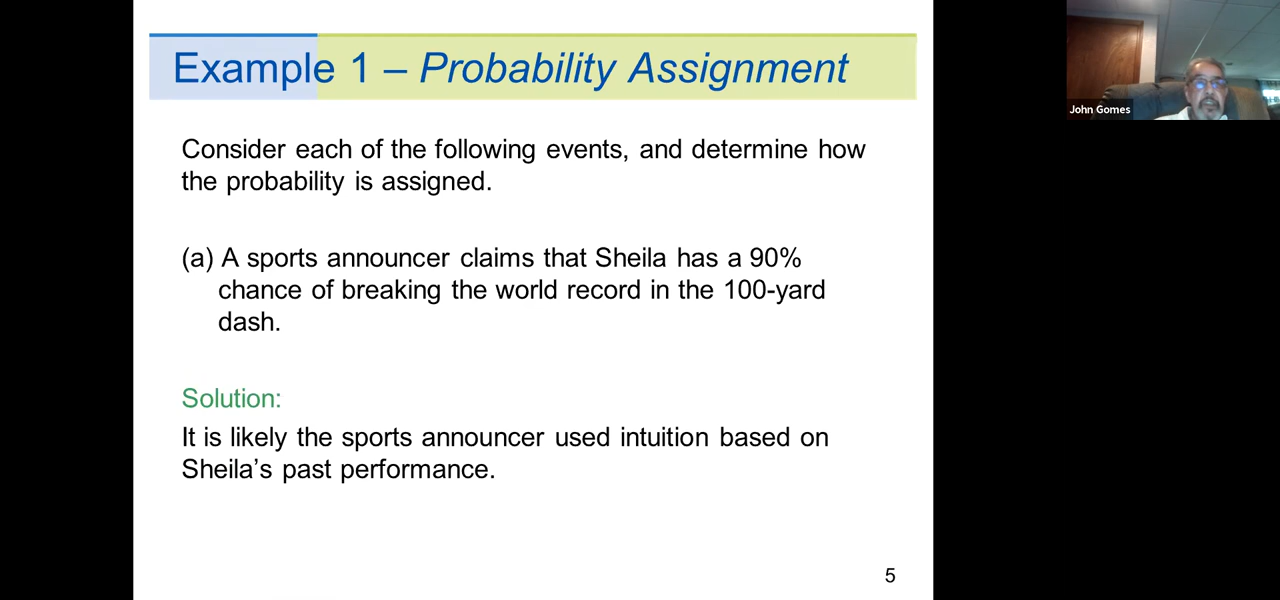 Example 1 – Probability Assignment
John Gomes
Consider each of the following events, and determine how
the probability is assigned.
(a) A sports announcer claims that Sheila has a 90%
chance of breaking the world record in the 100-yard
dash.
Solution:
It is likely the sports announcer used intuition based on
Sheila’s past performance.
5